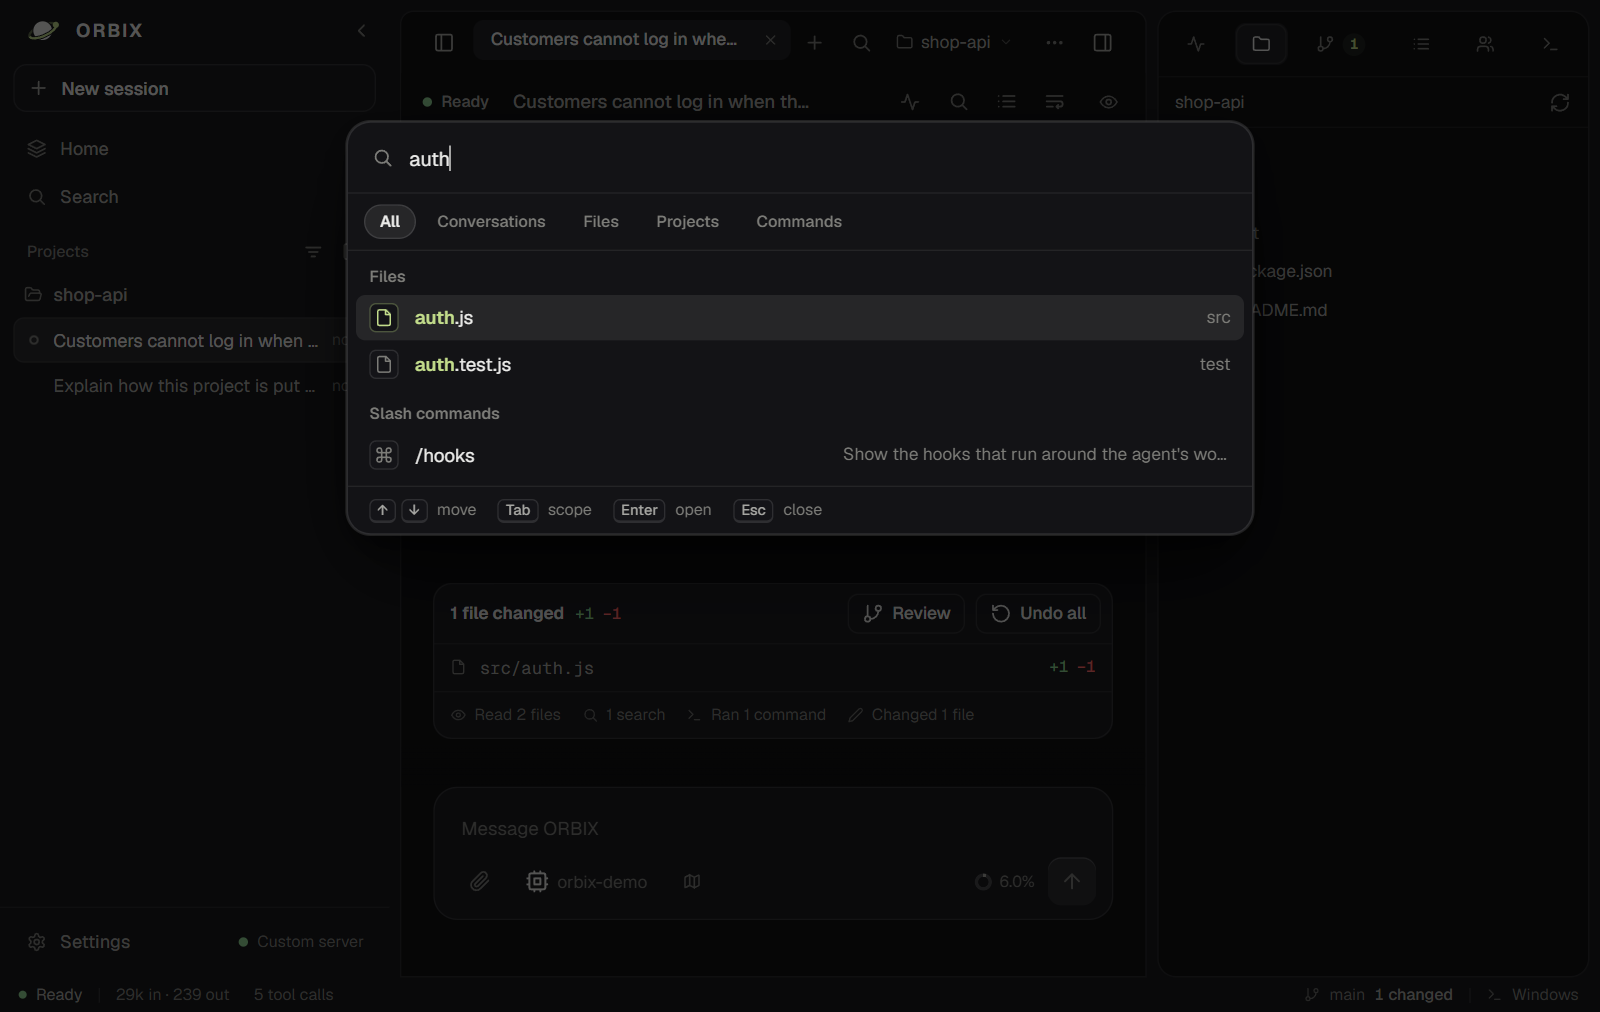 ORBIX
Customers cannot log in whe...
shop-api
1
New session
Ready
Customers cannot log in when th...
shop-api
Home
Search
Projects
shop-api
Customers cannot log in when ...
Explain how this project is put ...
auth
All
Conversations
Files
Projects
Commands
Files
auth.js
src
auth.test.js
test
Slash commands
/hooks
Show the hooks that run around the agent's wo...
move
Tab
scope
Enter
open
Esc
close
ckage.json
ADME.md
1 file changed +1 −1
Review
Undo all
src/auth.js
+1 −1
Read 2 files
1 search
Ran 1 command
Changed 1 file
Message ORBIX
orbix-demo
6.0%
Settings
Custom server
Ready
29k in · 239 out
5 tool calls
main
1 changed
Windows